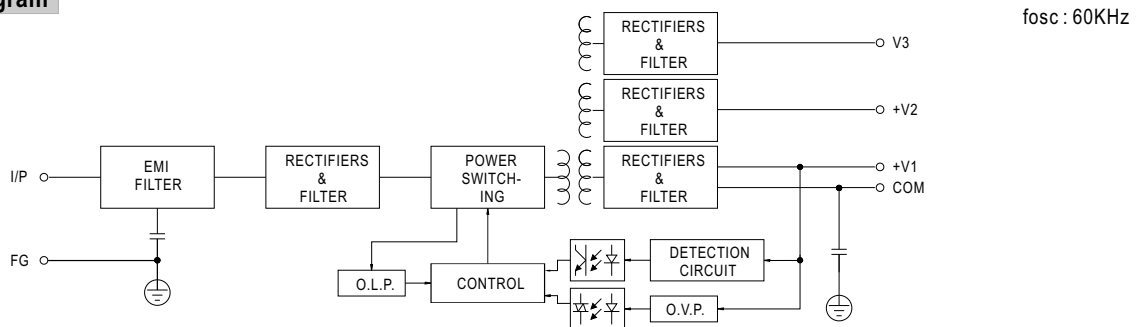 gram
fosc : 60KHz
RECTIFIERS
&
FILTER
V3
RECTIFIERS
&
FILTER
+V2
I/P
EMI
FILTER
RECTIFIERS
&
FILTER
POWER
SWITCH-
ING
RECTIFIERS
&
FILTER
+V1
COM
FG
O.L.P.
CONTROL
DETECTION
CIRCUIT
O.V.P.